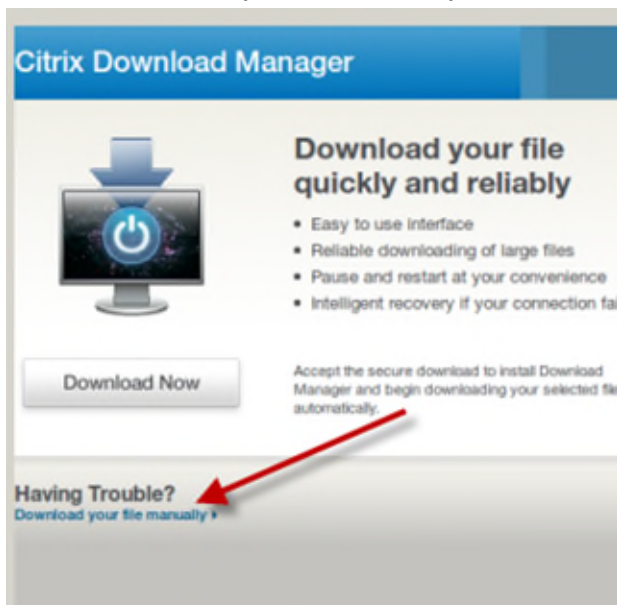 Citrix Download Manager
Download your file
quickly and reliably
Easy to use interface
Reliable downloading of large files
Pause and restart at your convenience
Intelligent recovery if your connection fai
Download Now
Accept the secure download to install Download
Manager and begin downloading your selected file
automatically.
Having Trouble?
Download your file manually